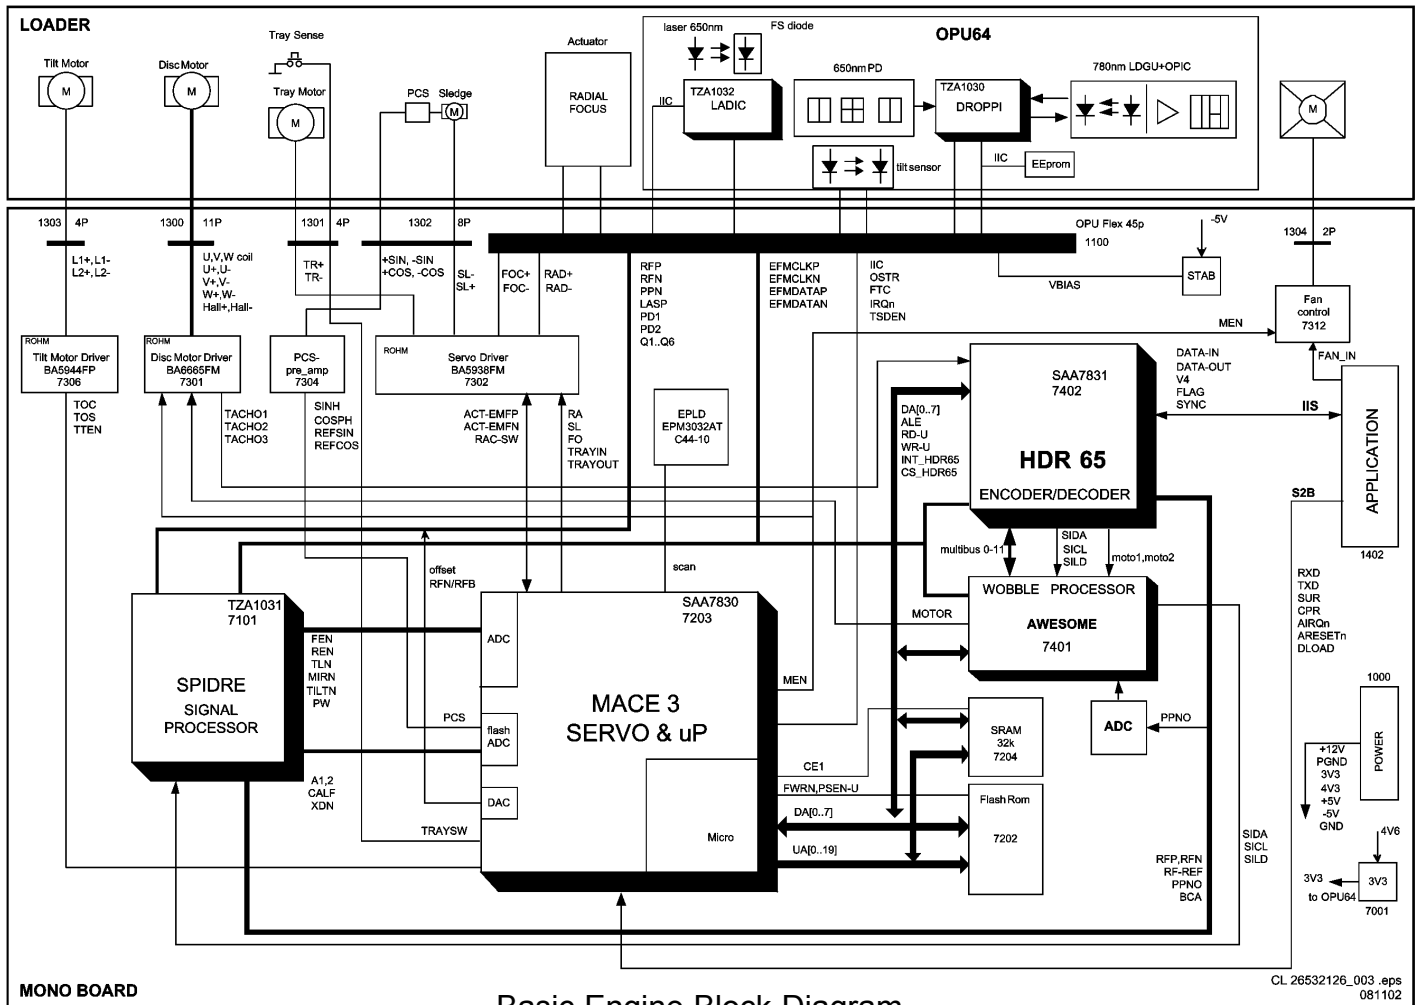 LOADER
Tilt Motor
M
Disc Motor
M
Tray Sense
Tray Motor
M
PCS
Sledge
M
Actuator
RADIAL
FOCUS
laser 650nm
FS diode
OPU64
IIC
TZA1032
LADIC
650nm PD
TZA1030
DROPPI
780nm LDGU+OPIC
tilt sensor
IIC
EEprom
M
1303 4P
1300 11P
1301 4P
1302 8P
OPU Flex 45p
1100
-5V
STAB
1304 2P
L1+, L1-
L2+, L2-
U,V,W coil
U+,U-
V+,V-
W+,W-
Hall+,Hall-
TR+
TR-
+SIN, -SIN
+COS, -COS
SL-
SL+
FOC+
FOC-
RAD+
RAD-
RFP
RFN
PPN
LASP
PD1
PD2
Q1..Q6
EFMCLKP
EFMCLKN
EFMDATAP
EFMDATAN
IIC
OSTR
FTC
IRQn
TSDEN
VBIAS
MEN
Fan
control
7312
FAN_IN
ROHM
Tilt Motor Driver
BA5944FP
7306
ROHM
Disc Motor Driver
BA6665FM
7301
PCS-
pre_amp
7304
ROHM
Servo Driver
BA5938FM
7302
TOC
TOS
TTEN
TACHO1
TACHO2
TACHO3
SINH
COSPH
REFSIN
REFCOS
ACT-EMFP
ACT-EMFN
RAC-SW
RA
SL
FO
TRAYIN
TRAYOUT
EPLD
EPM3032AT
C44-10
DA[0..7]
ALE
RD-U
WR-U
INT_HDR65
CS_HDR65
SAA7831
7402
HDR 65
ENCODER/DECODER
DATA-IN
DATA-OUT
V4
FLAG
SYNC
IIS
S2B
APPLICATION
1402
offset
RFN/RFB
scan
multibus 0-11
SIDA
SICL
SILD
moto1,moto2
RXD
TXD
SUR
CPR
AIRQn
ARESETn
DLOAD
TZA1031
7101
SPIDRE
SIGNAL
PROCESSOR
FEN
REN
TLN
MIRN
TILTN
PW
A1,2
CALF
XDN
PCS
TRAYSW
ADC
flash
ADC
DAC
SAA7830
7203
MACE 3
SERVO & uP
Micro
MOTOR
WOBBLE PROCESSOR
AWESOME
7401
MEN
CE1
FWRN,PSEN-U
DA[0..7]
UA[0..19]
SRAM
32k
7204
Flash Rom
7202
ADC
PPNO
RFP,RFN
RF-REF
PPNO
BCA
SIDA
SICL
SILD
1000
POWER
+12V
PGND
3V3
4V3
+5V
-5V
GND
4V6
3V3
3V3
to OPU64
7001
MONO BOARD
CL 26532126_003 .eps
081102
Basic Engine Block Diagram